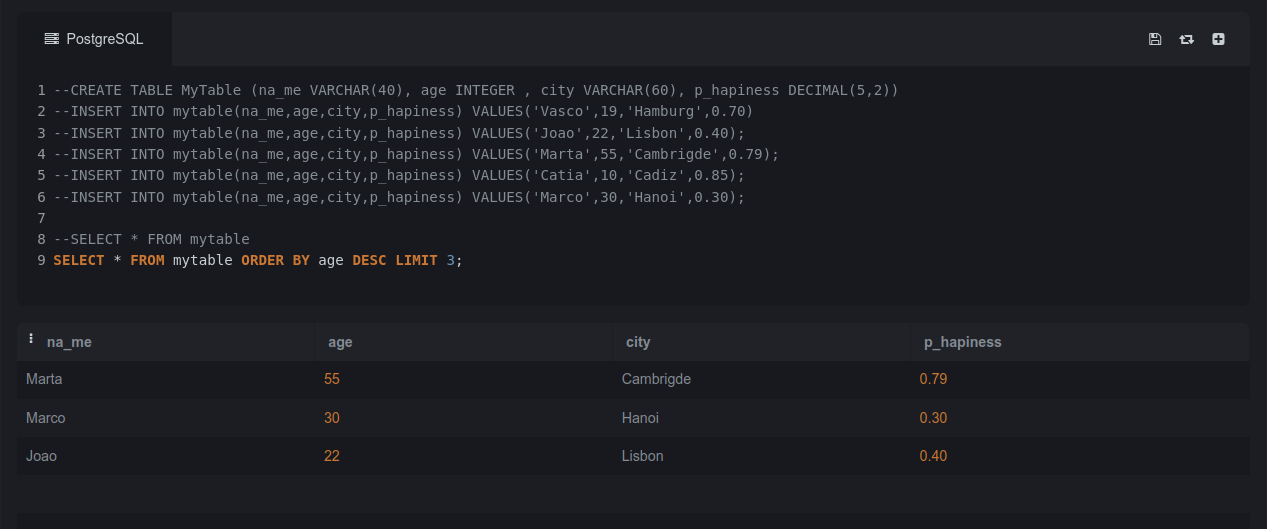 PostgreSQL
1 --CREATE TABLE MyTable (na_me VARCHAR(40), age INTEGER , city VARCHAR(60), p_hapiness DECIMAL(5,2))
2 --INSERT INTO mytable(na_me,age,city,p_hapiness) VALUES('Vasco',19,'Hamburg',0.70)
3 --INSERT INTO mytable(na_me,age,city,p_hapiness) VALUES('Joao',22,'Lisbon',0.40);
4 --INSERT INTO mytable(na_me,age,city,p_hapiness) VALUES('Marta',55,'Cambrigde',0.79);
5 --INSERT INTO mytable(na_me,age,city,p_hapiness) VALUES('Catia',10,'Cadiz',0.85);
6 --INSERT INTO mytable(na_me,age,city,p_hapiness) VALUES('Marco',30,'Hanoi',0.30);
7
8 --SELECT * FROM mytable
9 SELECT * FROM mytable ORDER BY age DESC LIMIT 3;
na_me age city p_hapiness
Marta 55 Cambrigde 0.79
Marco 30 Hanoi 0.30
Joao 22 Lisbon 0.40